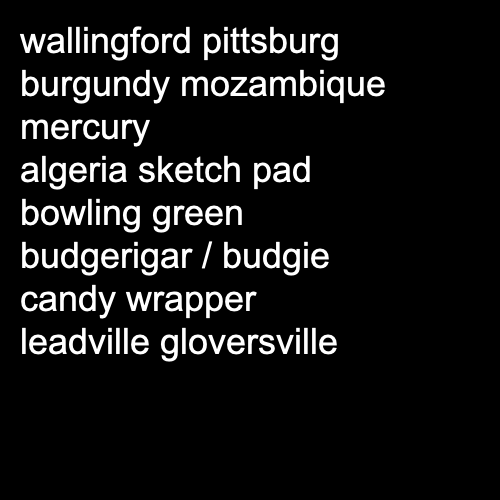 wallingford pittsburg
burgundy mozambique
mercury
algeria sketch pad
bowling green
budgerigar / budgie
candy wrapper
leadville gloversville